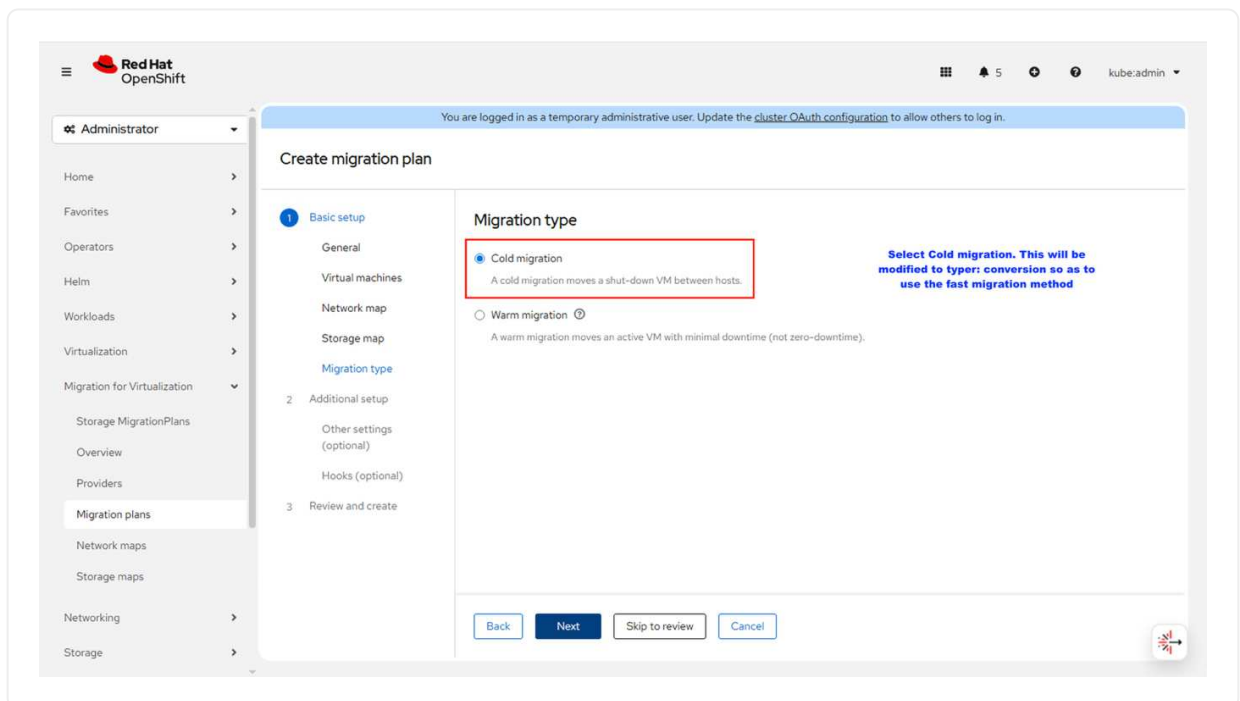 Red Hat
OpenShift
5
kube:admin
Administrator
You are logged in as a temporary administrative user. Update the cluster OAuth configuration to allow others to log in.
Home
Favorites
Operators
Helm
Workloads
Virtualization
Migration for Virtualization
Storage MigrationPlans
Overview
Providers
Migration plans
Network maps
Storage maps
Networking
Storage
Create migration plan
1 Basic setup
General
Virtual machines
Network map
Storage map
Migration type
2 Additional setup
Other settings
(optional)
Hooks (optional)
3 Review and create
Migration type
Cold migration
A cold migration moves a shut-down VM between hosts.
Warm migration
A warm migration moves an active VM with minimal downtime (not zero-downtime).
Select Cold migration. This will be
modified to typer: conversion so as to
use the fast migration method
Back Next Skip to review Cancel